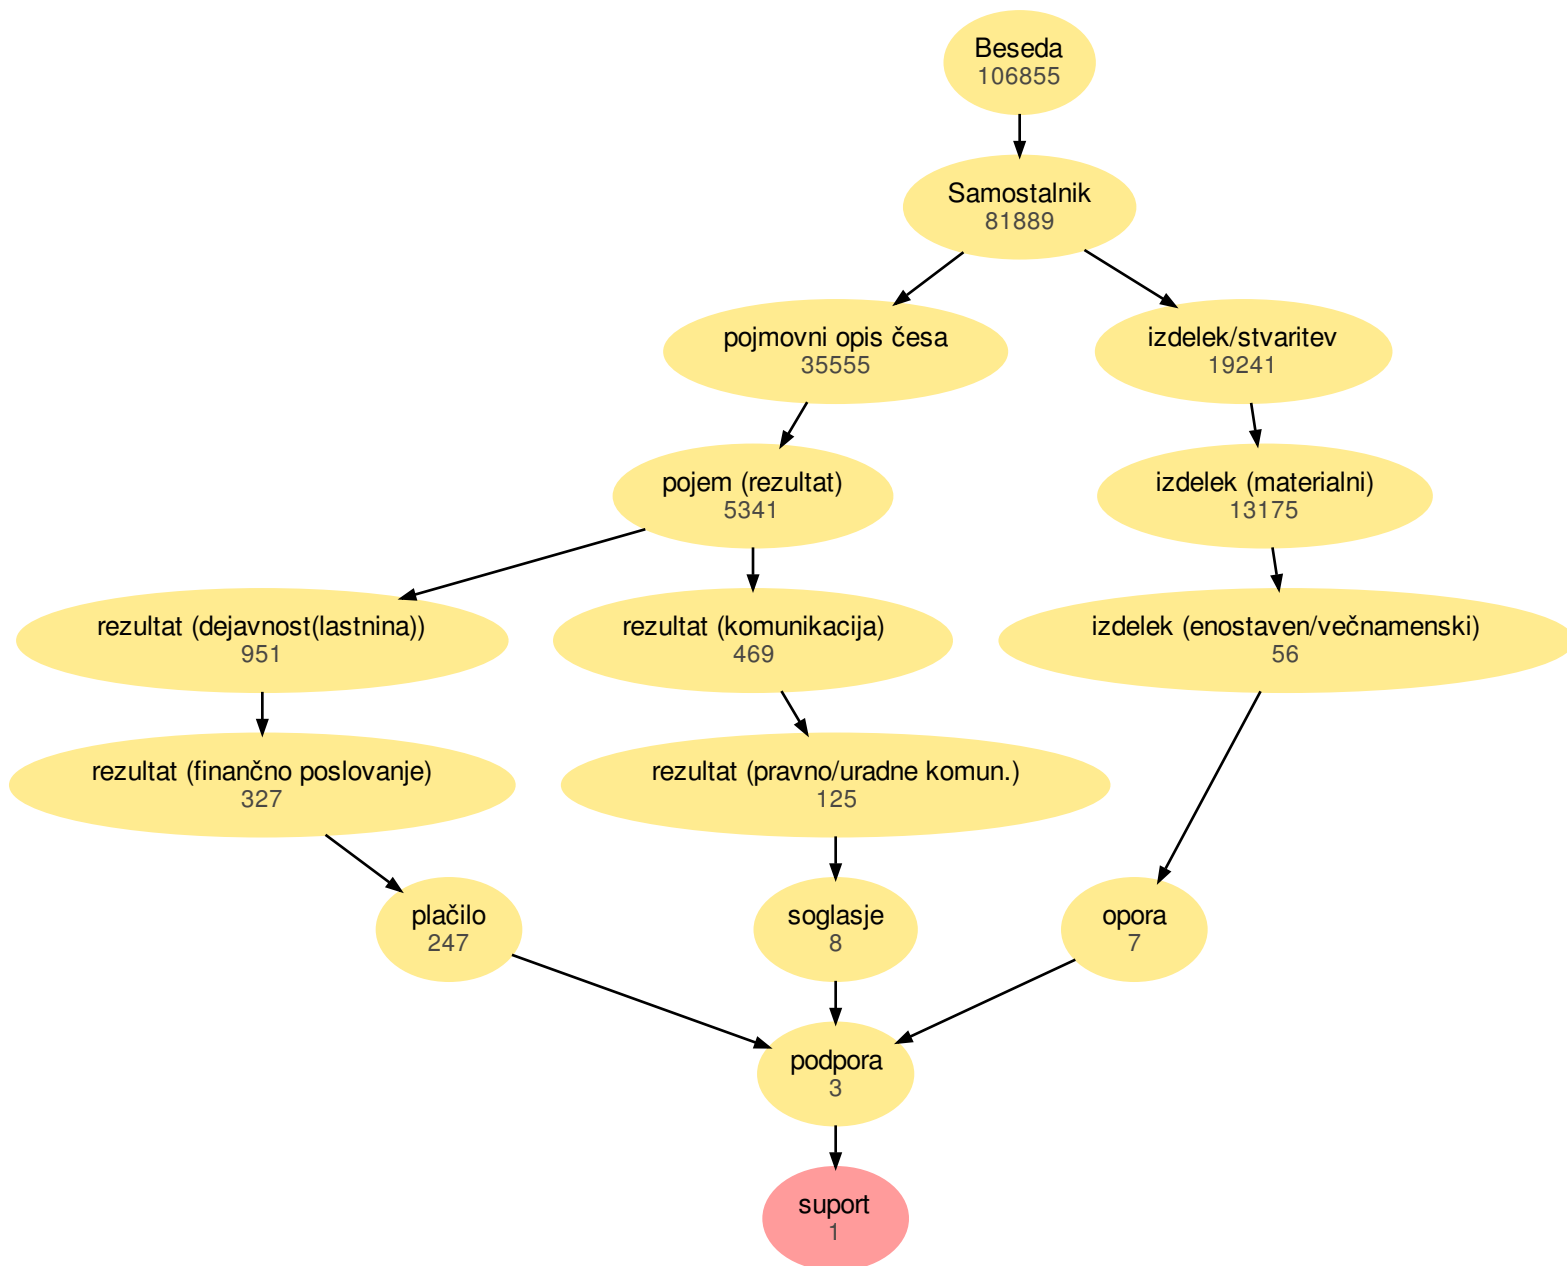 Beseda
106855
Samostalnik
81889
pojmovni opis česa
35555
izdelek/stvaritev
19241
pojem (rezultat)
5341
izdelek (materialni)
13175
rezultat (dejavnost(lastnina))
951
rezultat (komunikacija)
469
izdelek (enostaven/večnamenski)
56
rezultat (finančno poslovanje)
327
rezultat (pravno/uradne komun.)
125
plačilo
247
soglasje
8
opora
7
podpora
3
suport
1